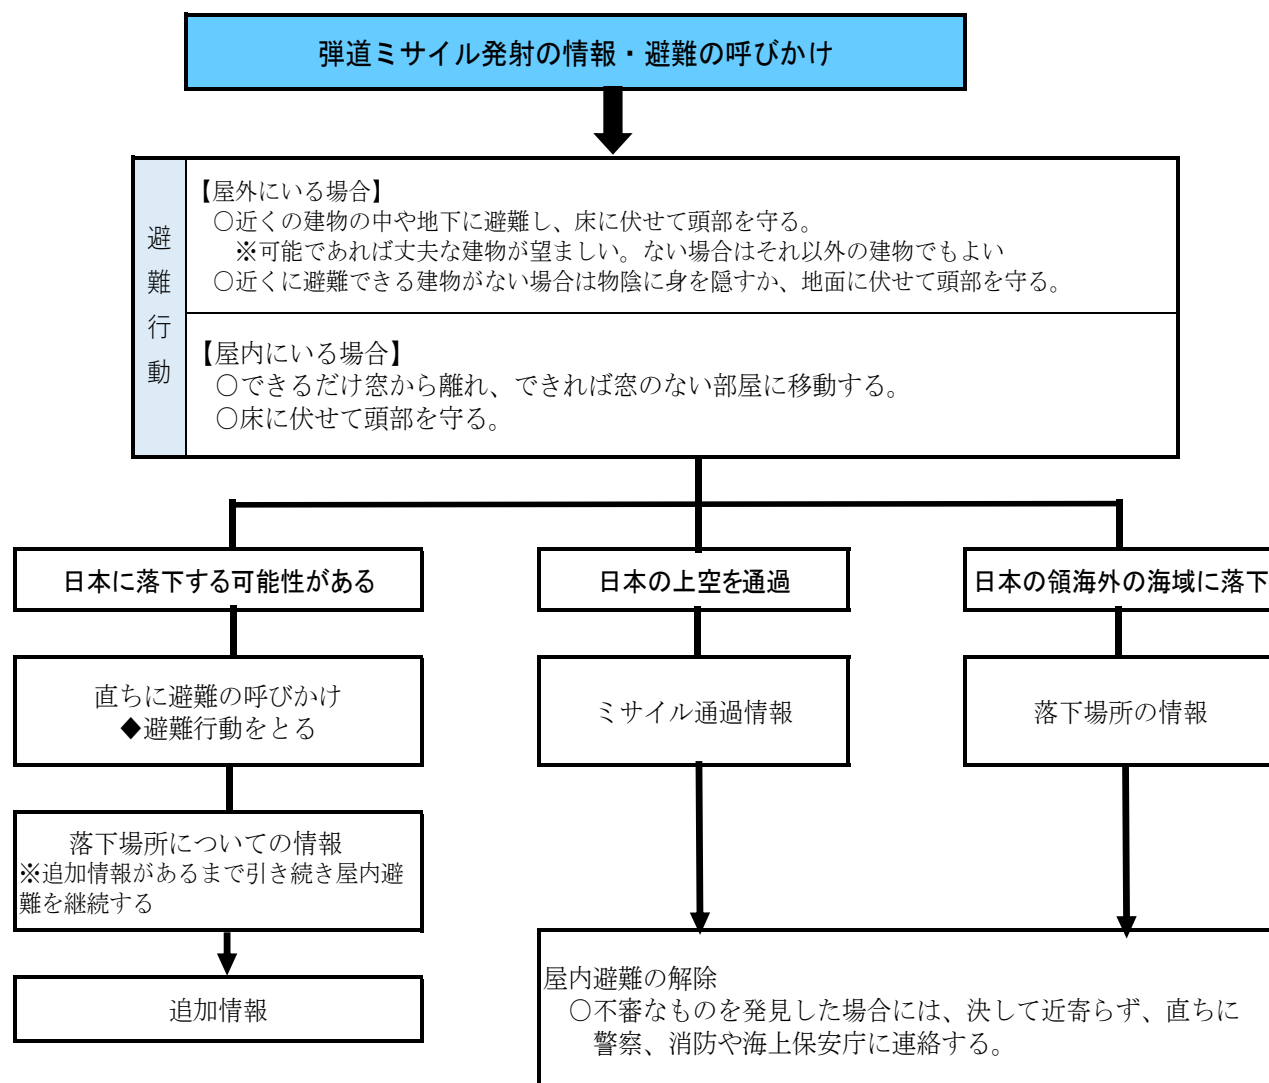 弾道ミサイル発射の情報・避難の呼びかけ
避難行動
【屋外にいる場合】
○近くの建物の中や地下に避難し、床に伏せて頭部を守る。
※可能であれば丈夫な建物が望ましい。ない場合はそれ以外の建物でもよい
○近くに避難できる建物がない場合は物陰に身を隠すか、地面に伏せて頭部を守る。
【屋内にいる場合】
○できるだけ窓から離れ、できれば窓のない部屋に移動する。
○床に伏せて頭部を守る。
日本に落下する可能性がある
日本の上空を通過
日本の領海外の海域に落下
直ちに避難の呼びかけ
◆避難行動をとる
ミサイル通過情報
落下場所の情報
落下場所についての情報
※追加情報があるまで引き続き屋内避
難を継続する
追加情報
屋内避難の解除
○不審なものを発見した場合には、決して近寄らず、直ちに
警察、消防や海上保安庁に連絡する。